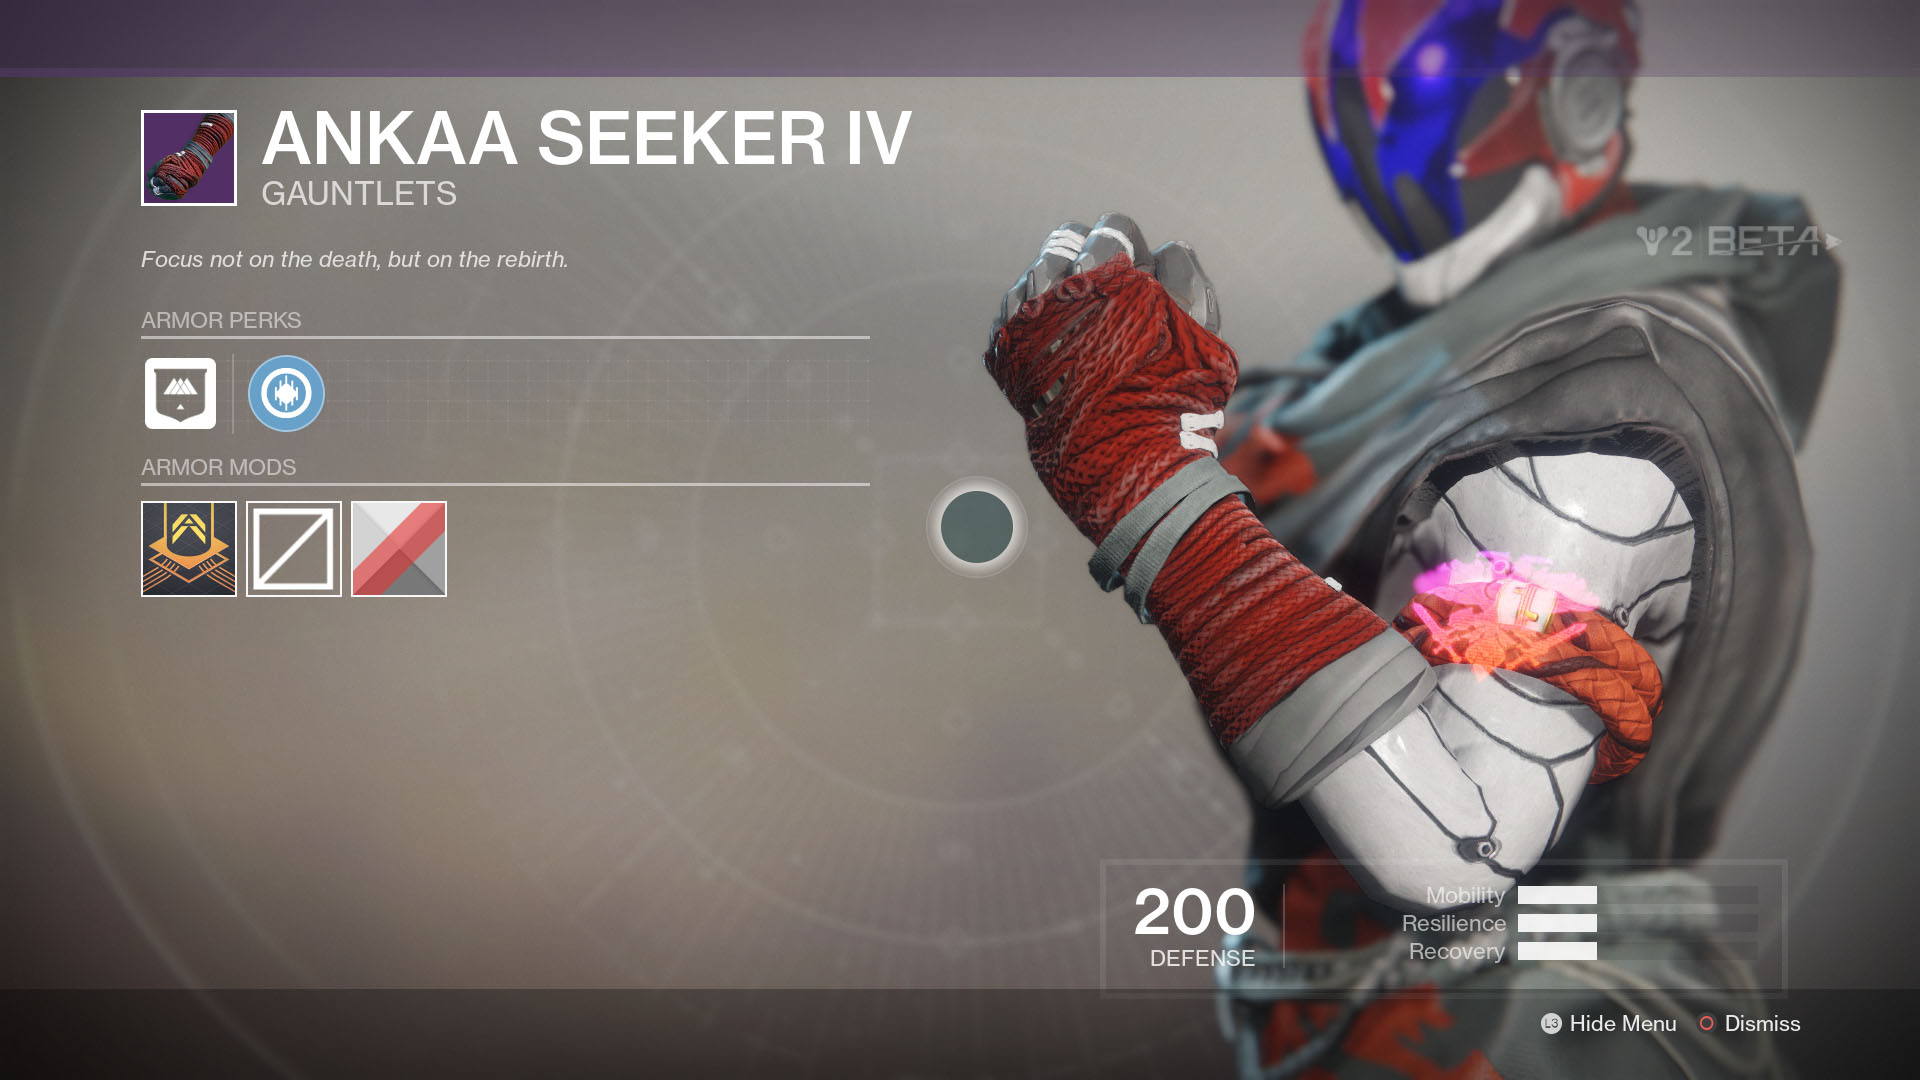 ANKAA SEEKER IV
GAUNTLETS
Focus not on the death, but on the rebirth.
2 BETA
ARMOR PERKS
ARMOR MODS
200
DEFENSE
Mobility
Resilience
Recovery
L3 Hide Menu Dismiss